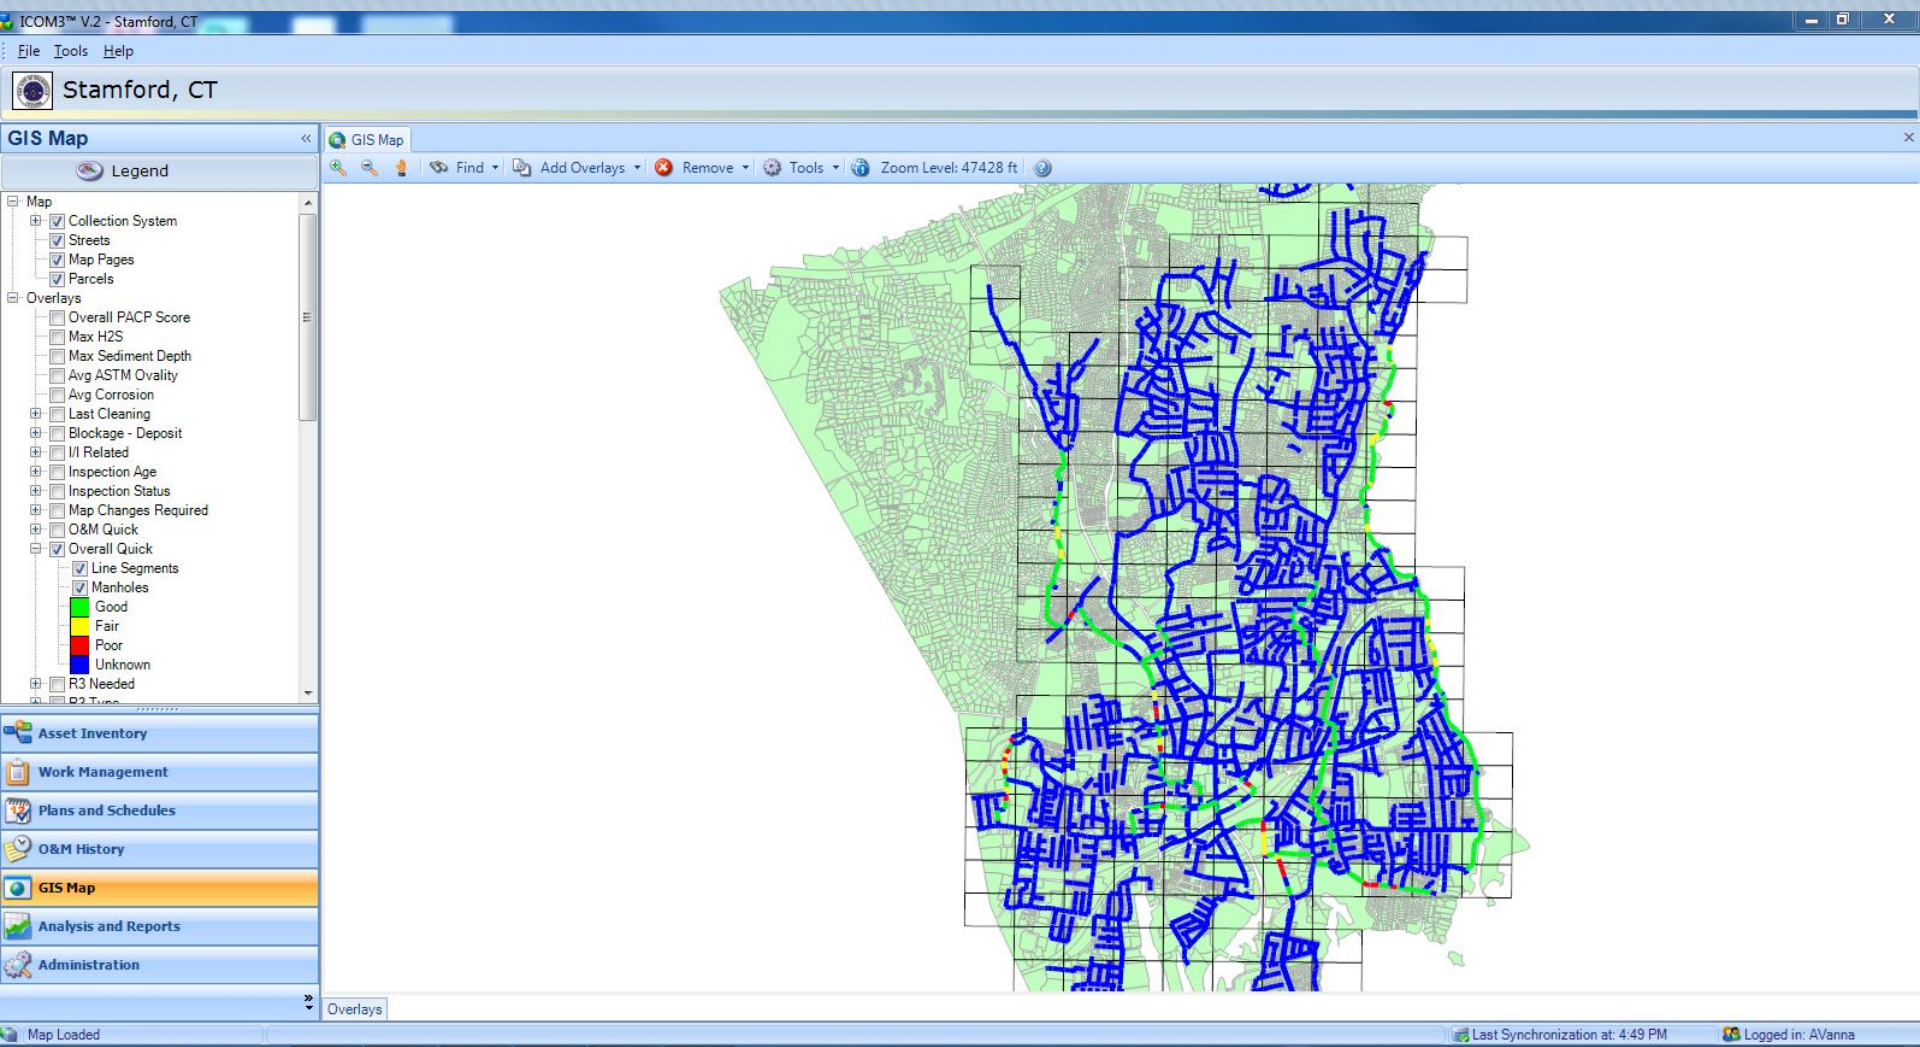 ICOM3™ V.2 - Stamford, CT
File Tools Help
Stamford, CT
GIS Map
Legend
Map
Collection System
Streets
Map Pages
Parcels
Overlays
Overall PACP Score
Max H2S
Max Sediment Depth
Avg ASTM Ovality
Avg Corrosion
Last Cleaning
Blockage - Deposit
I/I Related
Inspection Age
Inspection Status
Map Changes Required
O&M Quick
Overall Quick
Line Segments
Manholes
Good
Fair
Poor
Unknown
R3 Needed
R3 Type
Asset Inventory
Work Management
Plans and Schedules
O&M History
GIS Map
Analysis and Reports
Administration
GIS Map
Find Add Overlays Remove Tools Zoom Level: 47428 ft
Overlays
Map Loaded
Last Synchronization at: 4:49 PM
Logged in: AVanna